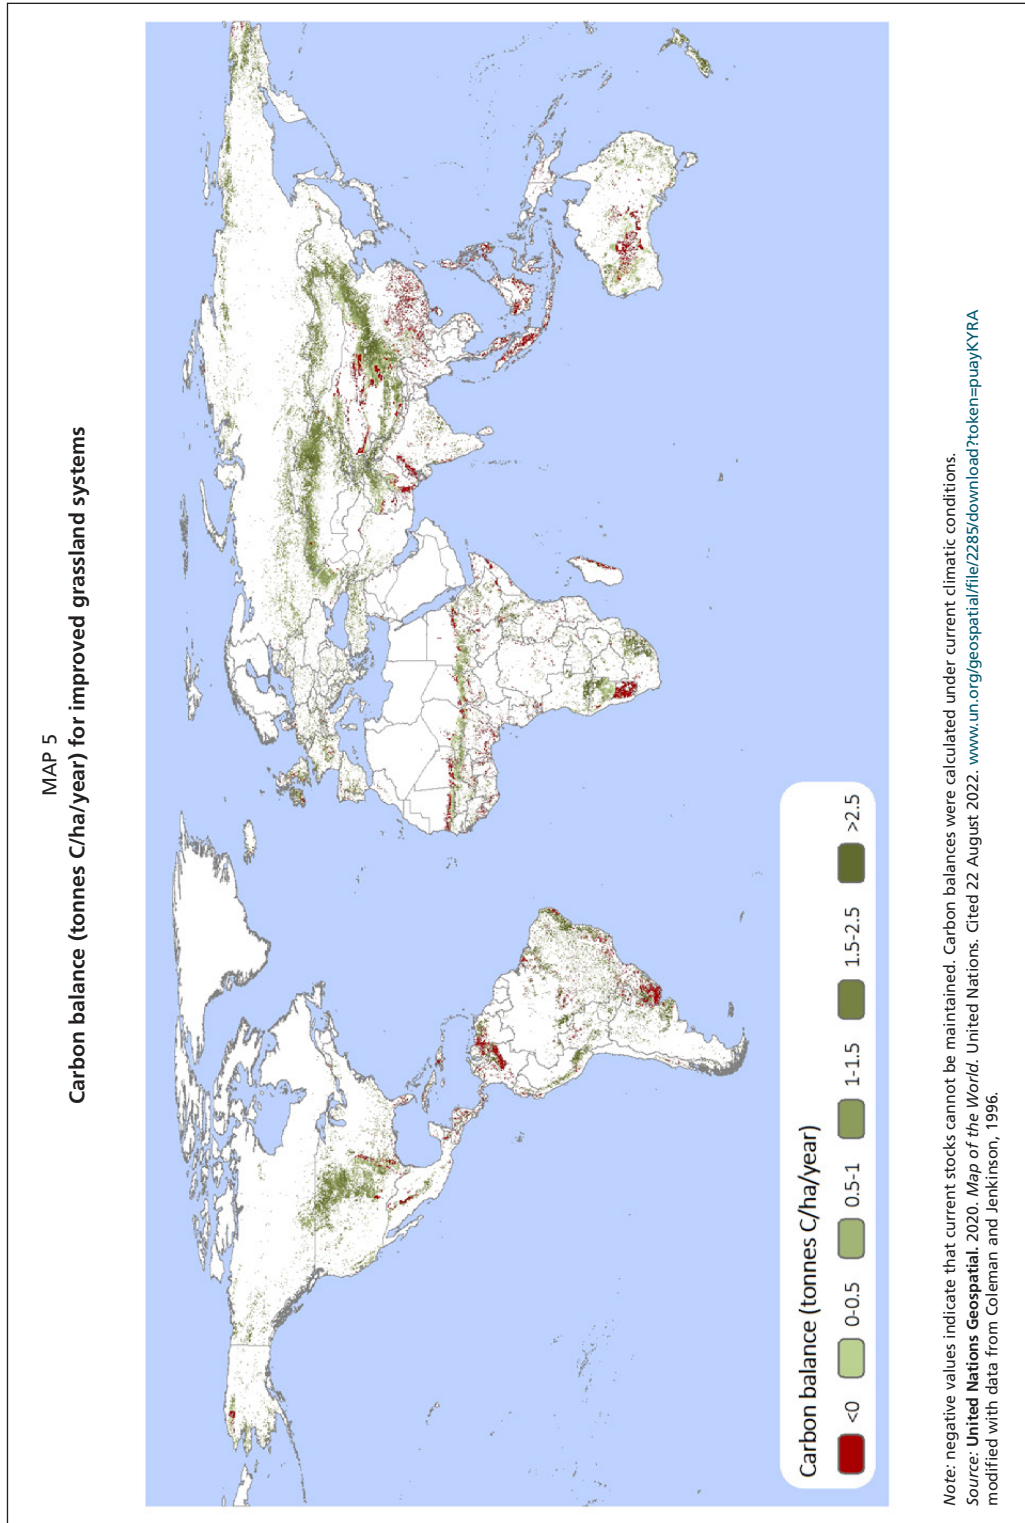 MAP 5
Carbon balance (tonnes C/ha/year) for improved grassland systems
Carbon balance (tonnes C/ha/year)
<0
0-0.5
0.5-1
1-1.5
1.5-2.5
>2.5
Note: negative values indicate that current stocks cannot be maintained. Carbon balances were calculated under current climatic conditions.
Source: United Nations Geospatial. 2020. Map of the World. United Nations. Cited 22 August 2022. www.un.org/geospatial/file/2285/download?token=puayKYRA
modified with data from Coleman and Jenkinson, 1996.